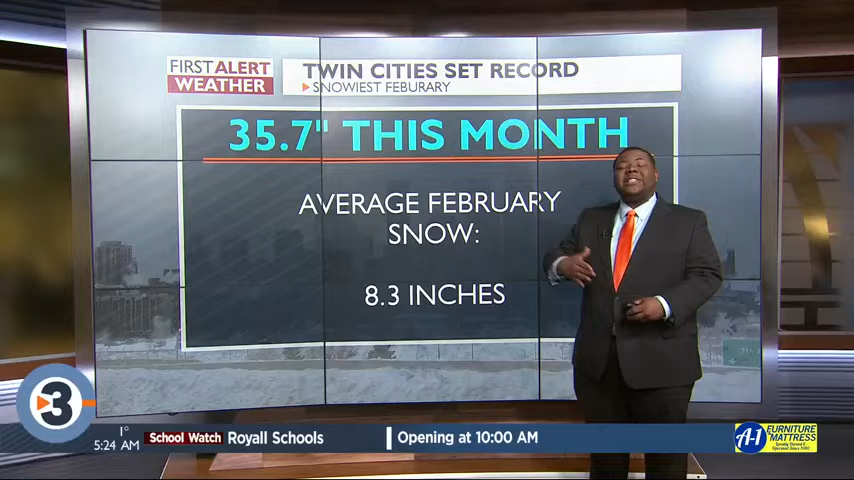 FIRST ALERT
WEATHER
TWIN CITIES SET RECORD
SNOWIEST FEBURARY
35.7" THIS MONTH
AVERAGE FEBRUARY
SNOW:
8.3 INCHES
3
1°
5:24 AM
School Watch Royall Schools
Opening at 10:00 AM
A-1 FURNITURE
MATTRESS